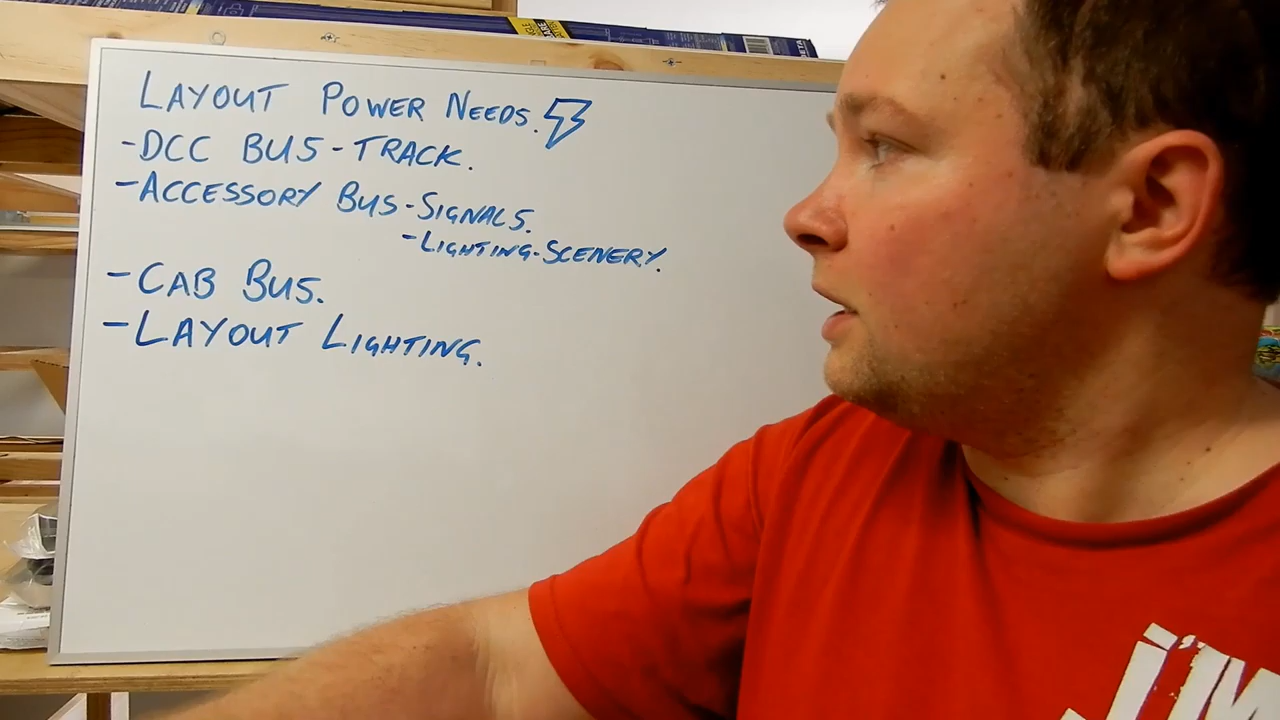 LAYOUT POWER NEEDS.
-DCC BUS-TRACK.
-ACCESSORY BUS-SIGNALS.
-LIGHTING-SCENERY.
-CAB BUS.
-LAYOUT LIGHTING.